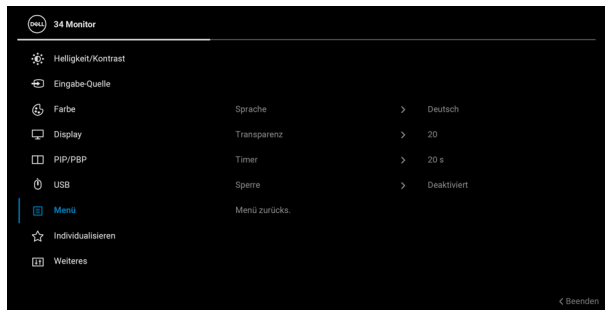 DELL 34 Monitor
Helligkeit/Kontrast
Eingabe-Quelle
Farbe Sprache > Deutsch
Display Transparenz > 20
PIP/PBP Timer > 20 s
USB Sperre > Deaktiviert
Menü Menü zurücks.
Individualisieren
Weiteres
< Beenden